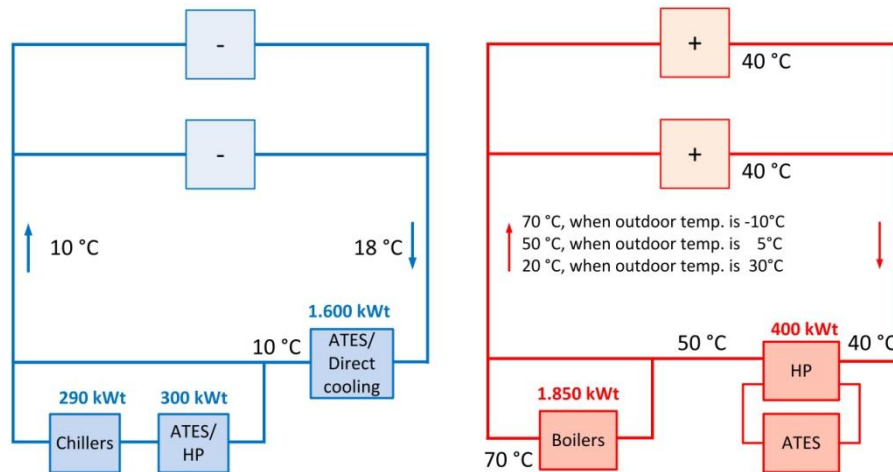 -
-
10 °C
18 °C
1.600 kWt
10 °C
ATES/
Direct
cooling
290 kWt
300 kWt
Chillers
ATES/
HP
+
40 °C
+
40 °C
70 °C, when outdoor temp. is -10°C
50 °C, when outdoor temp. is 5°C
20 °C, when outdoor temp. is 30°C
400 kWt
50 °C
40 °C
HP
1.850 kWt
Boilers
ATES
70 °C